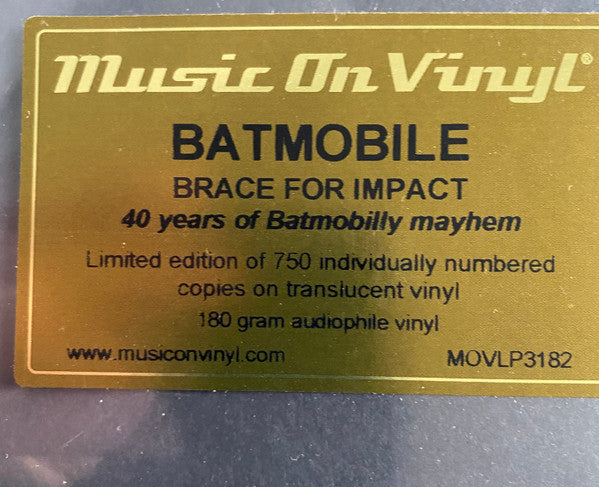 Music On Vinyl®
BATMOBILE
BRACE FOR IMPACT
40 years of Batmobilly mayhem
Limited edition of 750 individually numbered
copies on translucent vinyl
180 gram audiophile vinyl
www.musiconvinyl.com MOVLP3182